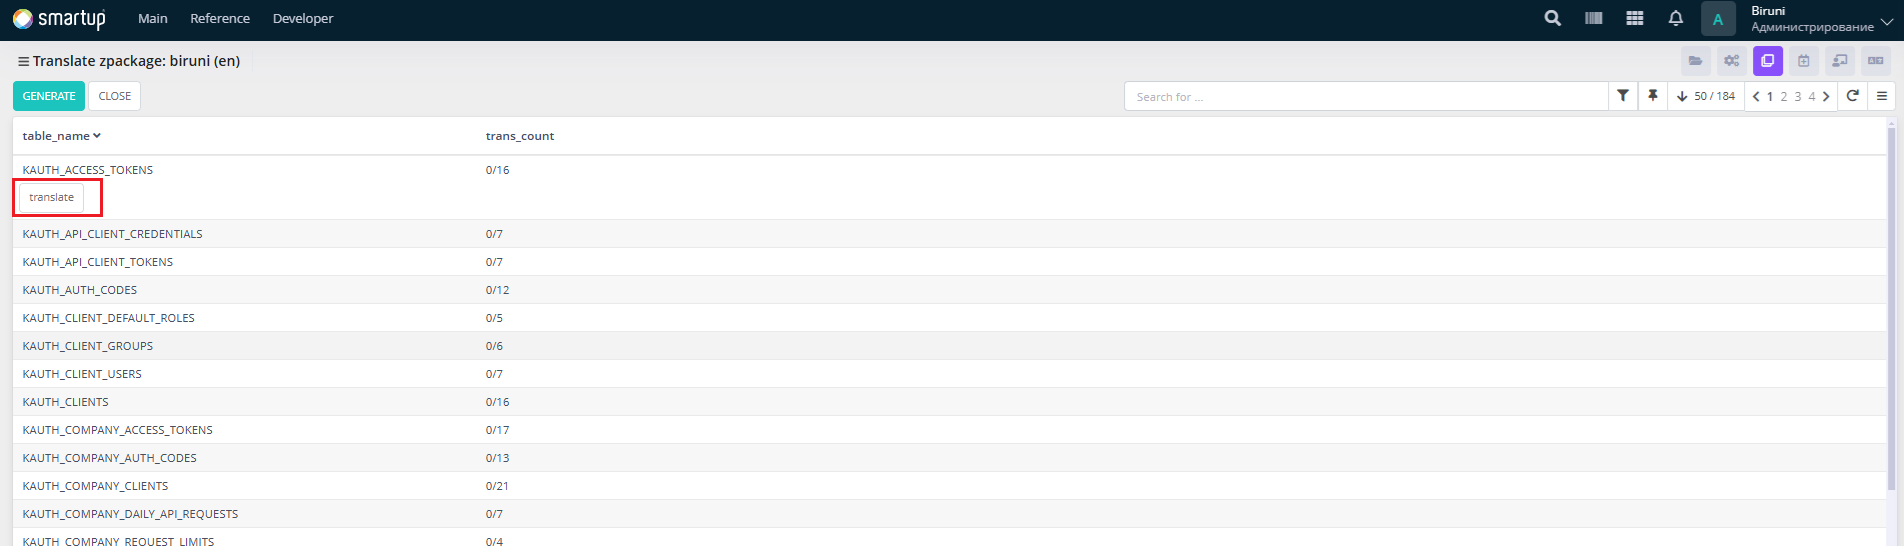 smartup Main Reference Developer A Biruni
Администрирование
Translate zpackage: biruni (en)
GENERATE CLOSE Search for ... 50 / 184 1 2 3 4
table_name trans_count
KAUTH_ACCESS_TOKENS 0/16
translate
KAUTH_API_CLIENT_CREDENTIALS 0/7
KAUTH_API_CLIENT_TOKENS 0/7
KAUTH_AUTH_CODES 0/12
KAUTH_CLIENT_DEFAULT_ROLES 0/5
KAUTH_CLIENT_GROUPS 0/6
KAUTH_CLIENT_USERS 0/7
KAUTH_CLIENTS 0/16
KAUTH_COMPANY_ACCESS_TOKENS 0/17
KAUTH_COMPANY_AUTH_CODES 0/13
KAUTH_COMPANY_CLIENTS 0/21
KAUTH_COMPANY_DAILY_API_REQUESTS 0/7
KAUTH_COMPANY_REQUEST_LIMITS 0/4